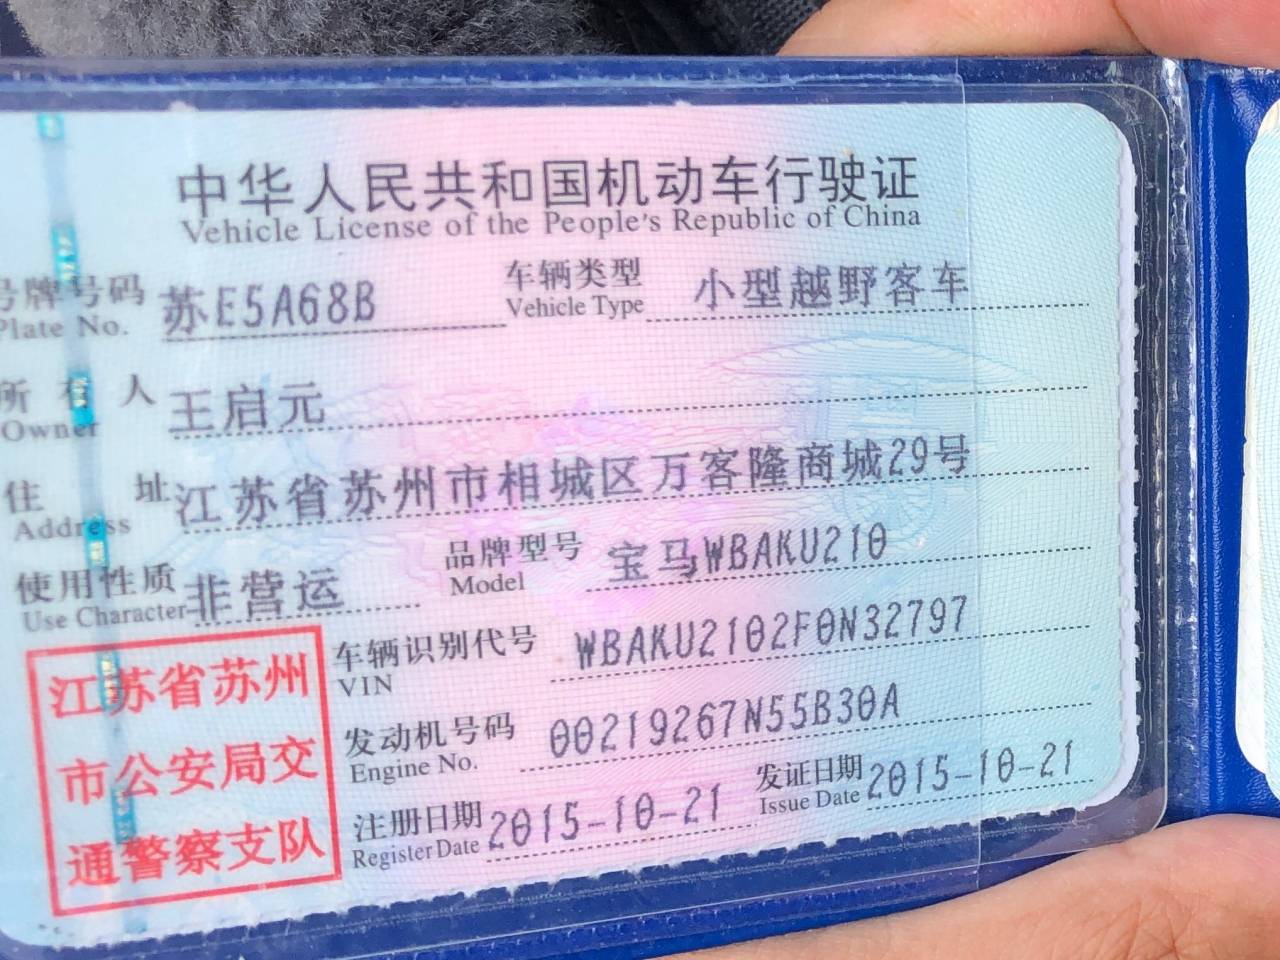 中华人民共和国机动车行驶证
Vehicle License of the People's Republic of China
号牌号码 苏E5A68B 车辆类型 小型越野客车
Plate No. Vehicle Type
所有人 王启元
Owner
住址 江苏省苏州市相城区万客隆商城29号
Address
使用性质 非营运 品牌型号 宝马WBAKU210
Use Character Model
车辆识别代号 WBAKU2102F0N32797
VIN
发动机号码 00219267N55B30A
Engine No.
注册日期 2015-10-21 发证日期 2015-10-21
Register Date Issue Date
江苏省苏州
市公安局交
通警察支队